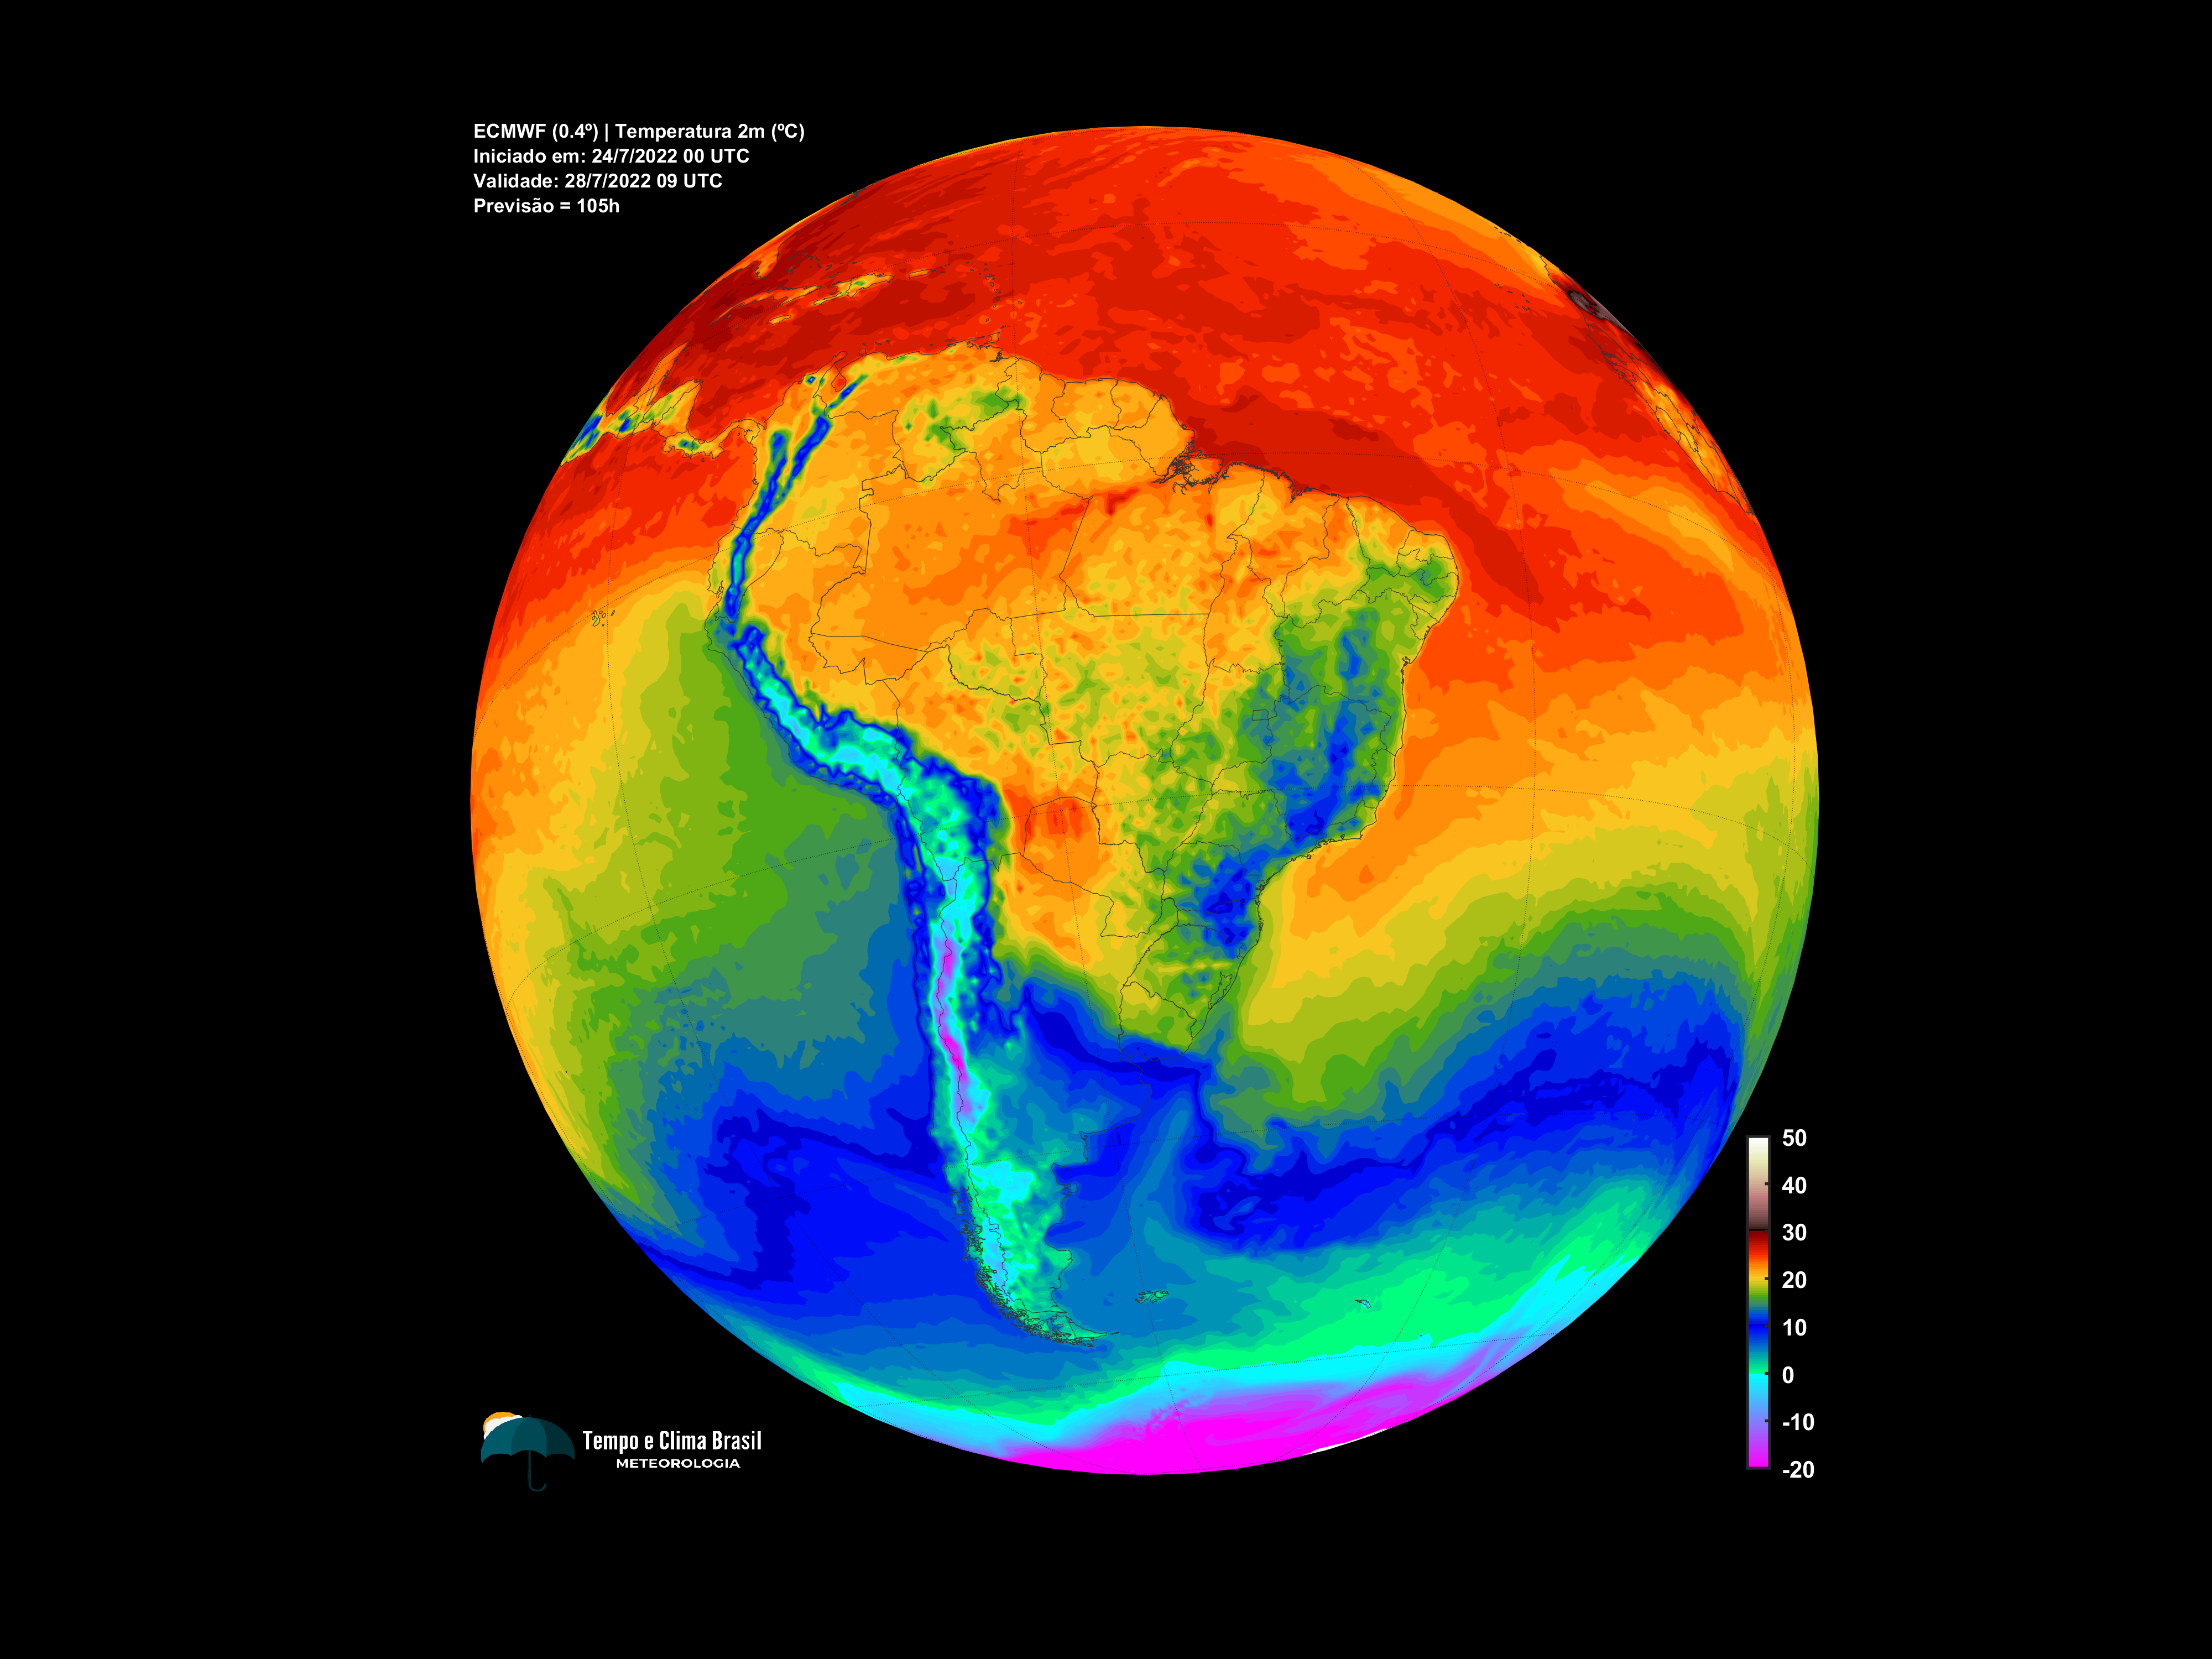 ECMWF (0.4º) | Temperatura 2m (ºC)
Iniciado em: 24/7/2022 00 UTC
Validade: 28/7/2022 09 UTC
Previsão = 105h
50
40
30
20
10
0
-10
-20
Tempo e Clima Brasil
METEOROLOGIA